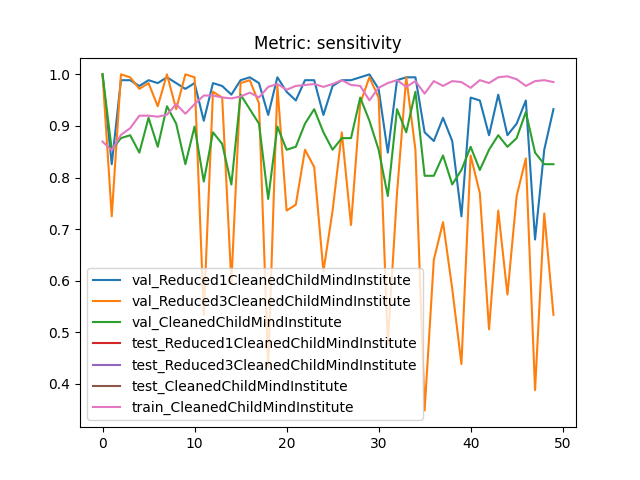 Metric: sensitivity
1.0
0.9
0.8
0.7
0.6
0.5
0.4
val_Reduced1CleanedChildMindInstitute
val_Reduced3CleanedChildMindInstitute
val_CleanedChildMindInstitute
test_Reduced1CleanedChildMindInstitute
test_Reduced3CleanedChildMindInstitute
test_CleanedChildMindInstitute
train_CleanedChildMindInstitute
0 10 20 30 40 50